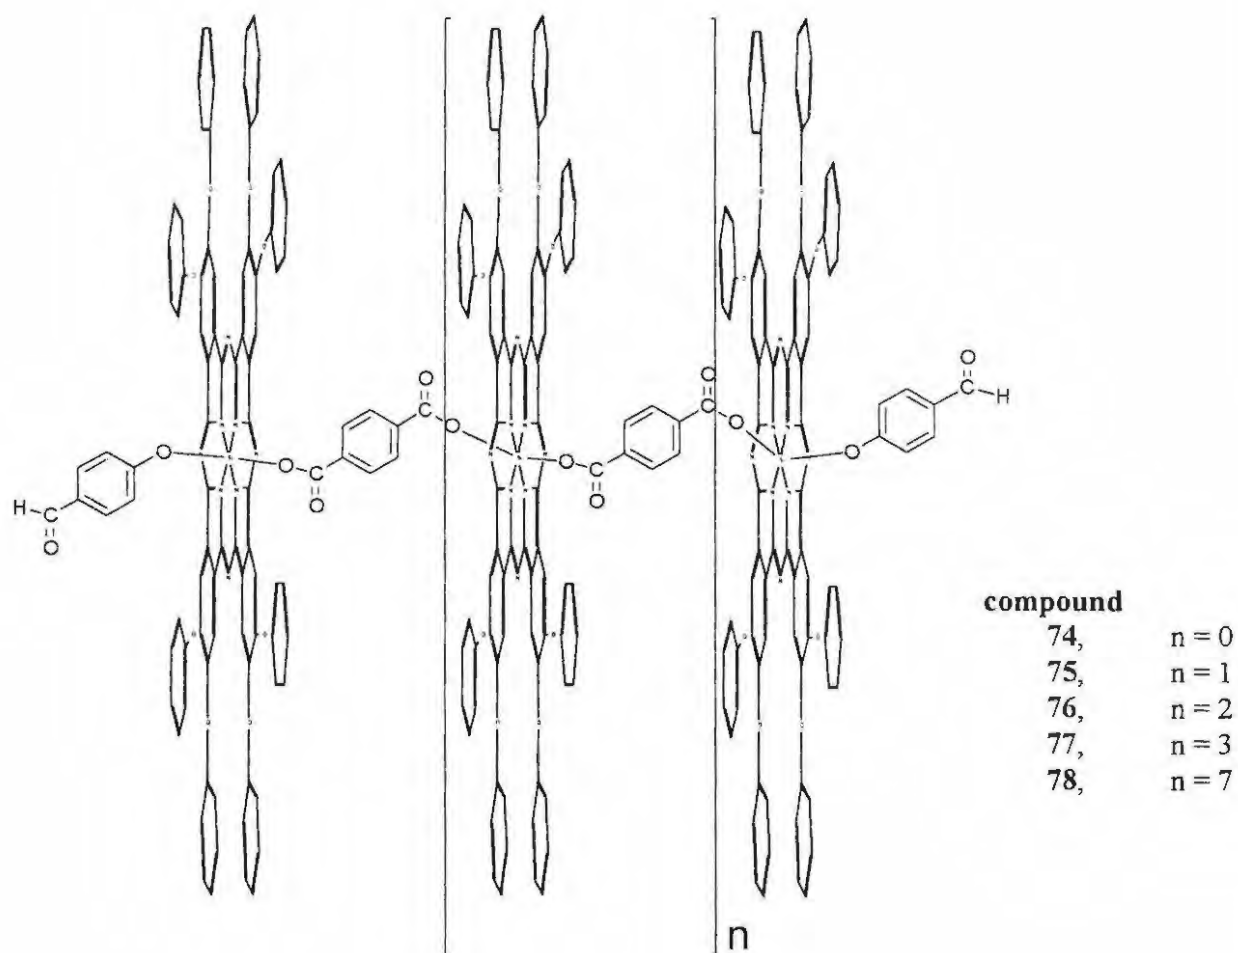 O
C
H
O
O
C
O
O
C
O
O
C
O
O
C
O
O
C
O
H
C
O
compound
74, n = 0
75, n = 1
76, n = 2
77, n = 3
78, n = 7
n